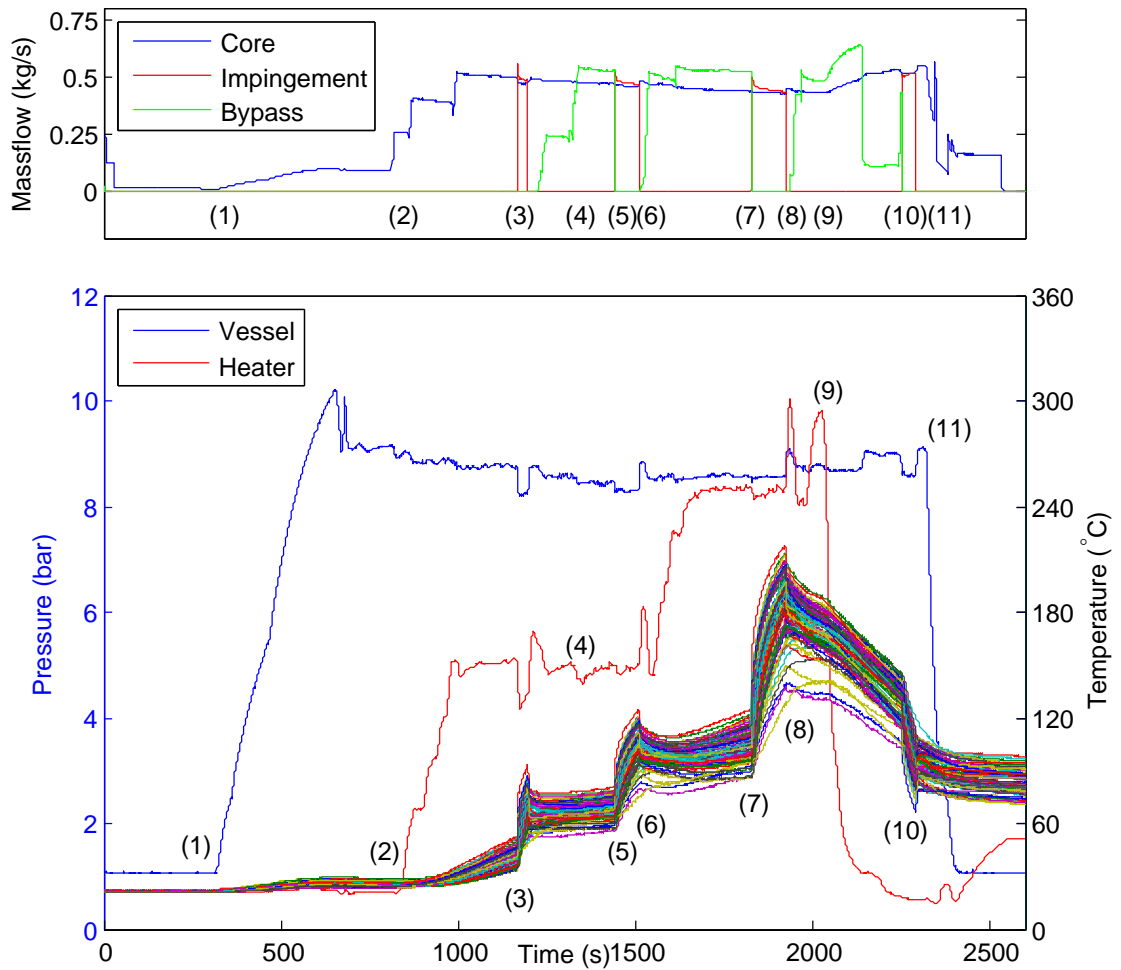 0.75
0.5
0.25
0
Massflow (kg/s)
Core
Impingement
Bypass
(1) (2) (3) (4) (5) (6) (7) (8) (9) (10) (11)
12
10
8
6
4
2
0
Pressure (bar)
Vessel
Heater
360
300
240
180
120
60
0
Temperature (°C)
(9)
(11)
(4)
(8)
(7)
(6)
(10)
(1)
(2)
(5)
(3)
0 500 1000 1500 2000 2500
Time (s)